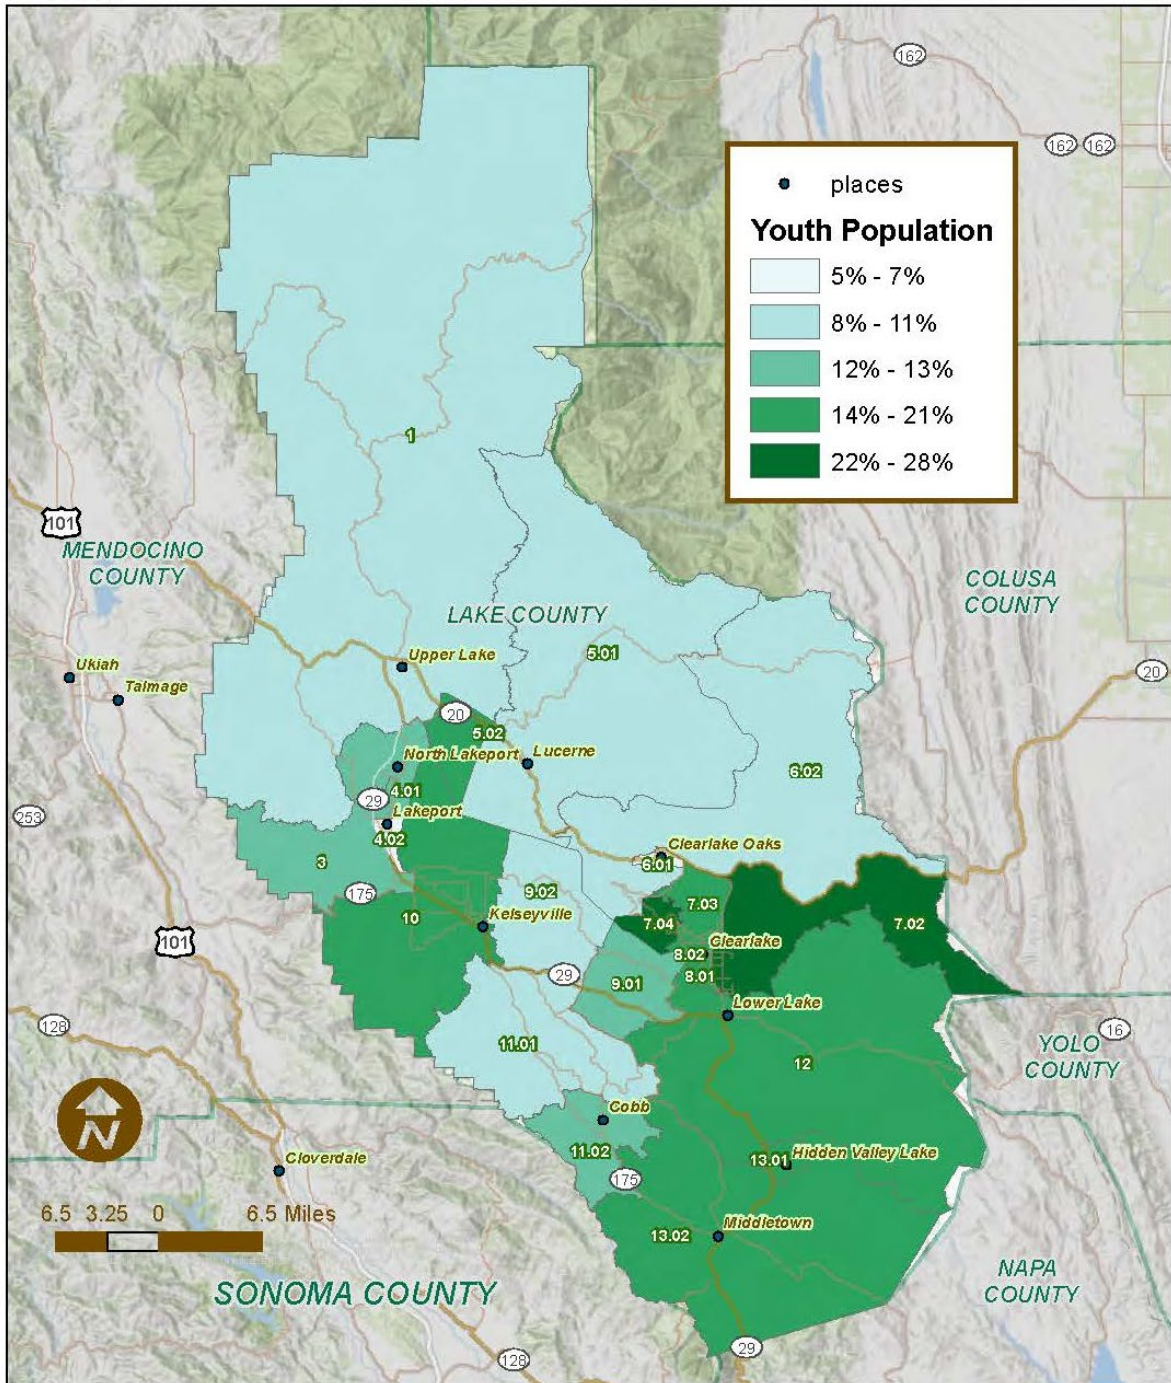 162
162
162
places
Youth Population
5% - 7%
8% - 11%
12% - 13%
14% - 21%
22% - 28%
1
101
MENDOCINO
COUNTY
COLUSA
COUNTY
LAKE COUNTY
5.01
Upper Lake
20
Ukiah
Talmage
20
5.02
North Lakeport
Lucerne
6.02
4.01
29
253
Lakeport
4.02
Clearlake Oaks
6.01
3
175
9.02
7.03
10
Kelseyville
7.04
7.02
101
Clearlake
8.02
29
9.01
8.01
Lower Lake
128
16
11.01
12
YOLO
COUNTY
N
Cobb
11.02
13.01
Hidden Valley Lake
Cloverdale
175
6.5 3.25 0 6.5 Miles
13.02
Middletown
SONOMA COUNTY
NAPA
COUNTY
29
128